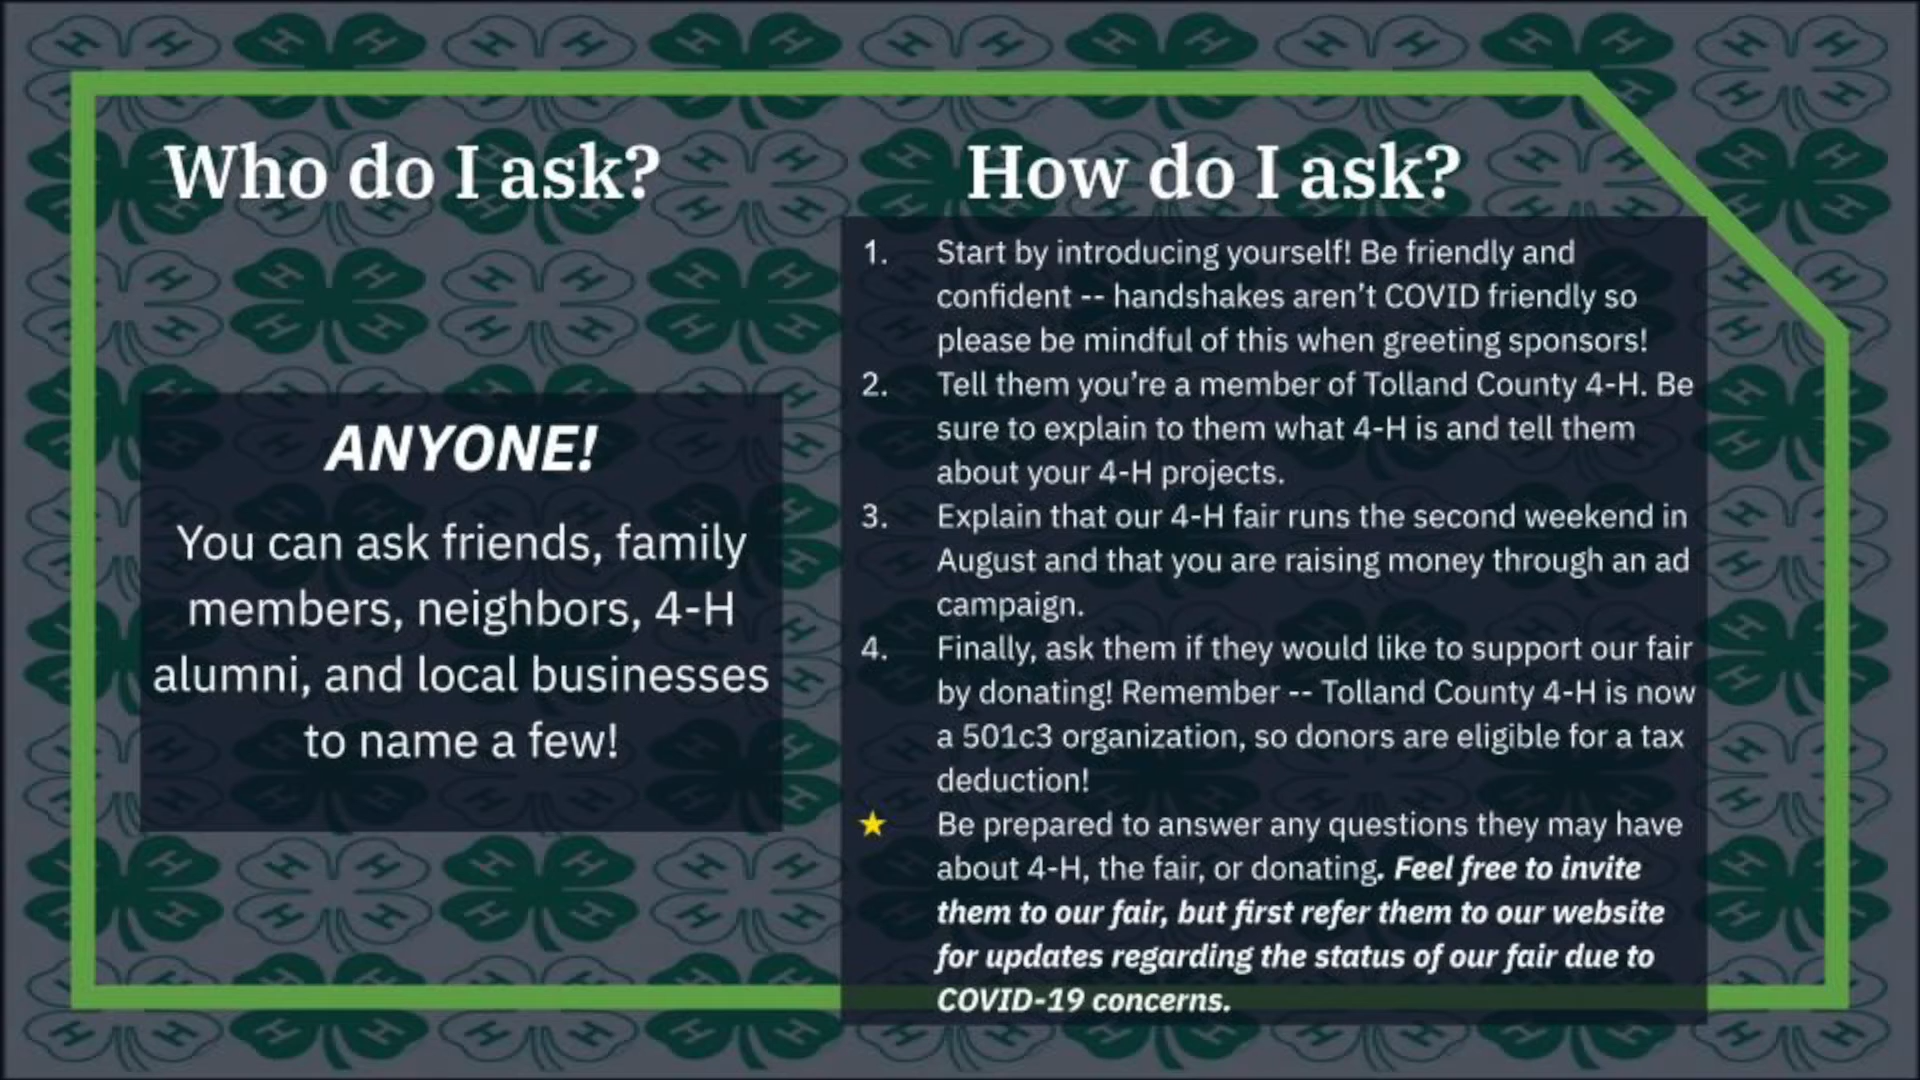 Who do I ask?
ANYONE!
You can ask friends, family
members, neighbors, 4-H
alumni, and local businesses
to name a few!
How do I ask?
1. Start by introducing yourself! Be friendly and
confident -- handshakes aren't COVID friendly so
please be mindful of this when greeting sponsors!
2. Tell them you're a member of Tolland County 4-H. Be
sure to explain to them what 4-H is and tell them
about your 4-H projects.
3. Explain that our 4-H fair runs the second weekend in
August and that you are raising money through an ad
campaign.
4. Finally, ask them if they would like to support our fair
by donating! Remember -- Tolland County 4-H is now
a 501c3 organization, so donors are eligible for a tax
deduction!
★ Be prepared to answer any questions they may have
about 4-H, the fair, or donating. Feel free to invite
them to our fair, but first refer them to our website
for updates regarding the status of our fair due to
COVID-19 concerns.